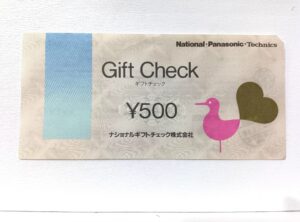 National・Panasonic・Technics
Gift Check
ギフトチェック
¥500
ナショナルギフトチェック株式会社